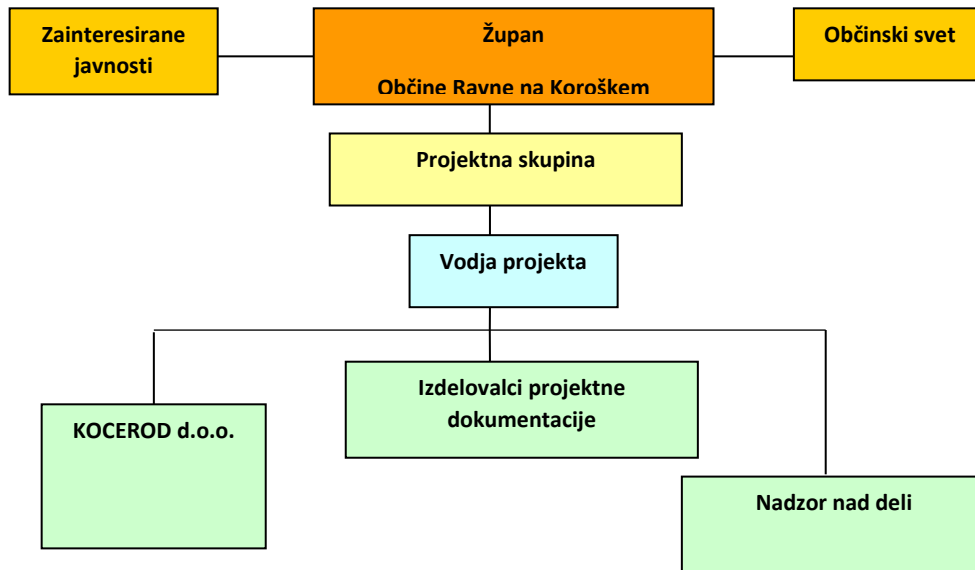 Zainteresirane
javnosti
Župan
Občine Ravne na Koroškem
Občinski svet
Projektna skupina
Vodja projekta
KOCEROD d.o.o.
Izdelovalci projektne
dokumentacije
Nadzor nad deli